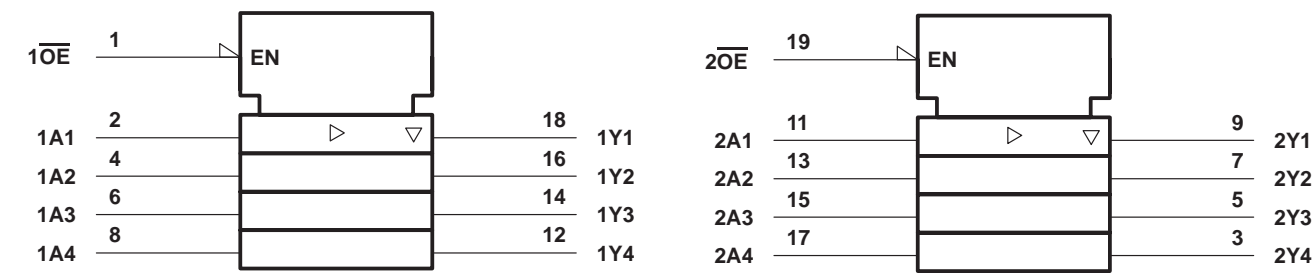 1OE 1 EN
1A1 2 18 1Y1
1A2 4 16 1Y2
1A3 6 14 1Y3
1A4 8 12 1Y4
2OE 19 EN
2A1 11 9 2Y1
2A2 13 7 2Y2
2A3 15 5 2Y3
2A4 17 3 2Y4